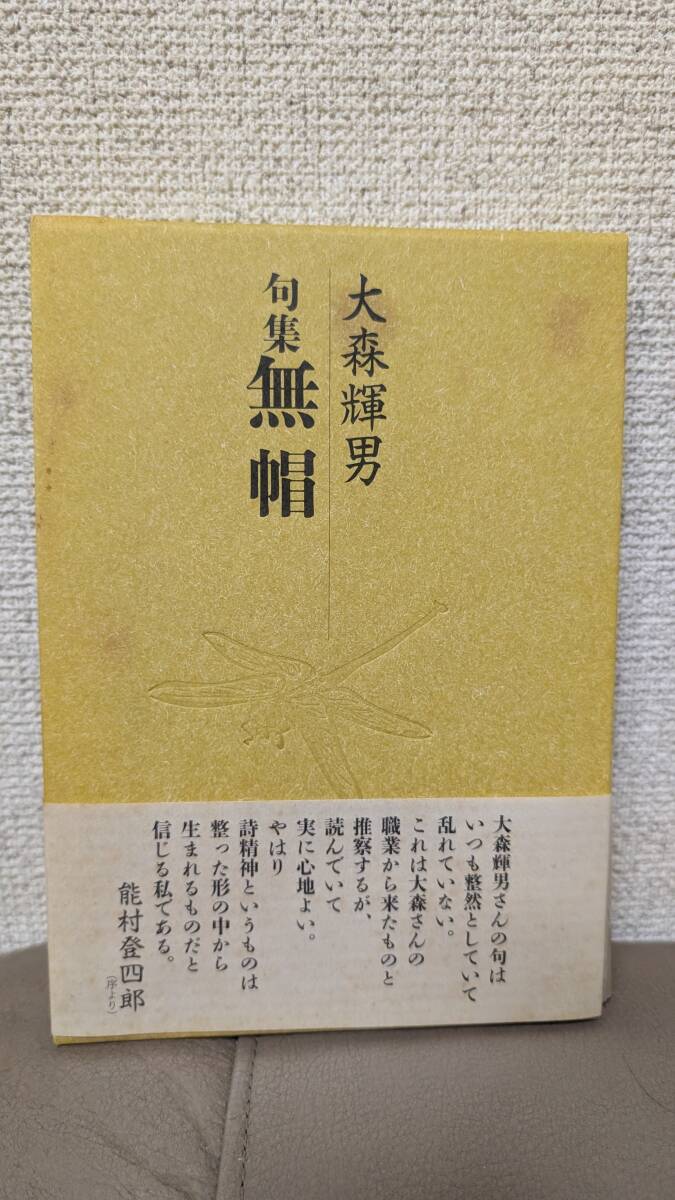 大森輝男
句集 無帽
大森輝男さんの句は
いつも整然としていて
乱れていない。
これは大森さんの
職業から来たものと
推察するが、
読んでいて
実に心地よい。
やはり
詩精神というものは
整った形の中から
生まれるものだと
信じる私である。
能村登四郎
(序より)